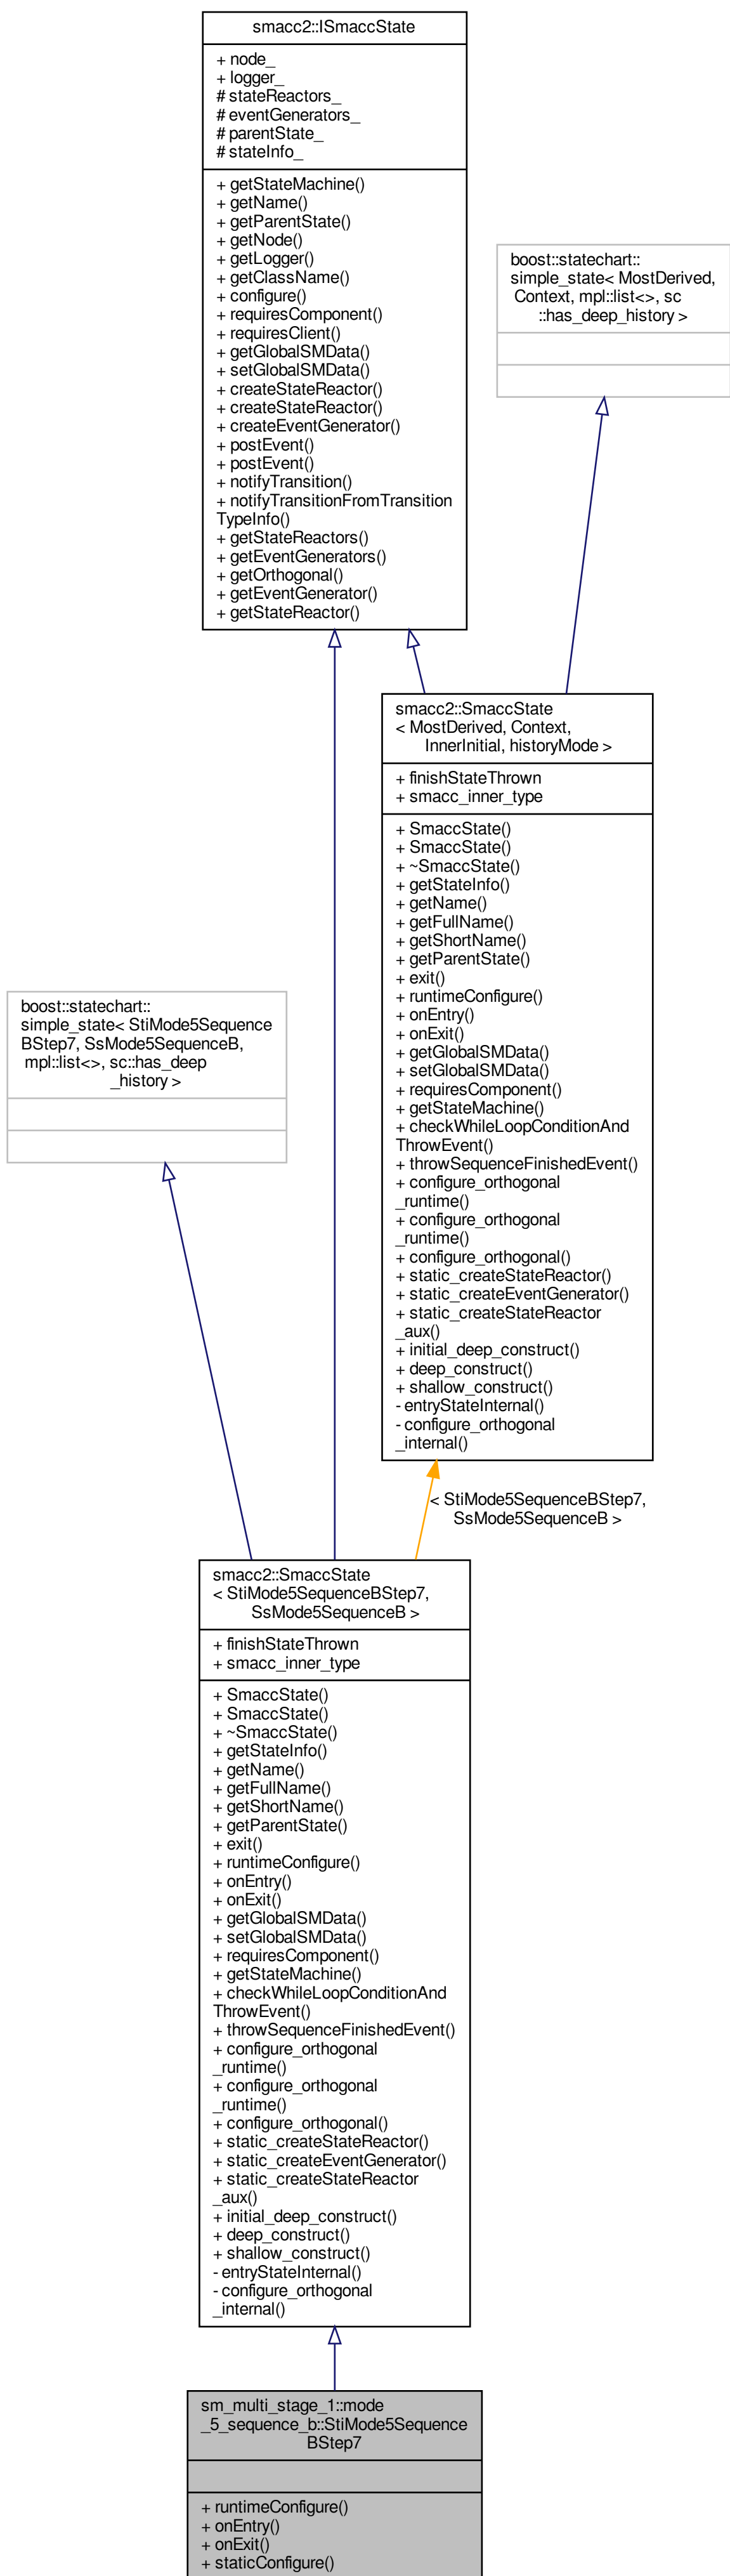 smacc2::ISmaccState
+ node_
+ logger_
# stateReactors_
# eventGenerators_
# parentState_
# stateInfo_
+ getStateMachine()
+ getName()
+ getParentState()
+ getNode()
+ getLogger()
+ getClassName()
+ configure()
+ requiresComponent()
+ requiresClient()
+ getGlobalSMData()
+ setGlobalSMData()
+ createStateReactor()
+ createStateReactor()
+ createEventGenerator()
+ postEvent()
+ postEvent()
+ notifyTransition()
+ notifyTransitionFromTransition
TypeInfo()
+ getStateReactors()
+ getEventGenerators()
+ getOrthogonal()
+ getEventGenerator()
+ getStateReactor()
boost::statechart::
simple_state< MostDerived,
Context, mpl::list<>, sc
::has_deep_history >
smacc2::SmaccState
< MostDerived, Context,
InnerInitial, historyMode >
+ finishStateThrown
+ smacc_inner_type
+ SmaccState()
+ SmaccState()
+ ~SmaccState()
+ getStateInfo()
+ getName()
+ getFullName()
+ getShortName()
+ getParentState()
+ exit()
+ runtimeConfigure()
+ onEntry()
+ onExit()
+ getGlobalSMData()
+ setGlobalSMData()
+ requiresComponent()
+ getStateMachine()
+ checkWhileLoopConditionAnd
ThrowEvent()
+ throwSequenceFinishedEvent()
+ configure_orthogonal
_runtime()
+ configure_orthogonal
_runtime()
+ configure_orthogonal()
+ static_createStateReactor()
+ static_createEventGenerator()
+ static_createStateReactor
_aux()
+ initial_deep_construct()
+ deep_construct()
+ shallow_construct()
- entryStateInternal()
- configure_orthogonal
_internal()
boost::statechart::
simple_state< StiMode5Sequence
BStep7, SsMode5SequenceB,
mpl::list<>, sc::has_deep
_history >
< StiMode5SequenceBStep7,
SsMode5SequenceB >
smacc2::SmaccState
< StiMode5SequenceBStep7,
SsMode5SequenceB >
+ finishStateThrown
+ smacc_inner_type
+ SmaccState()
+ SmaccState()
+ ~SmaccState()
+ getStateInfo()
+ getName()
+ getFullName()
+ getShortName()
+ getParentState()
+ exit()
+ runtimeConfigure()
+ onEntry()
+ onExit()
+ getGlobalSMData()
+ setGlobalSMData()
+ requiresComponent()
+ getStateMachine()
+ checkWhileLoopConditionAnd
ThrowEvent()
+ throwSequenceFinishedEvent()
+ configure_orthogonal
_runtime()
+ configure_orthogonal
_runtime()
+ configure_orthogonal()
+ static_createStateReactor()
+ static_createEventGenerator()
+ static_createStateReactor
_aux()
+ initial_deep_construct()
+ deep_construct()
+ shallow_construct()
- entryStateInternal()
- configure_orthogonal
_internal()
sm_multi_stage_1::mode
_5_sequence_b::StiMode5Sequence
BStep7
+ runtimeConfigure()
+ onEntry()
+ onExit()
+ staticConfigure()